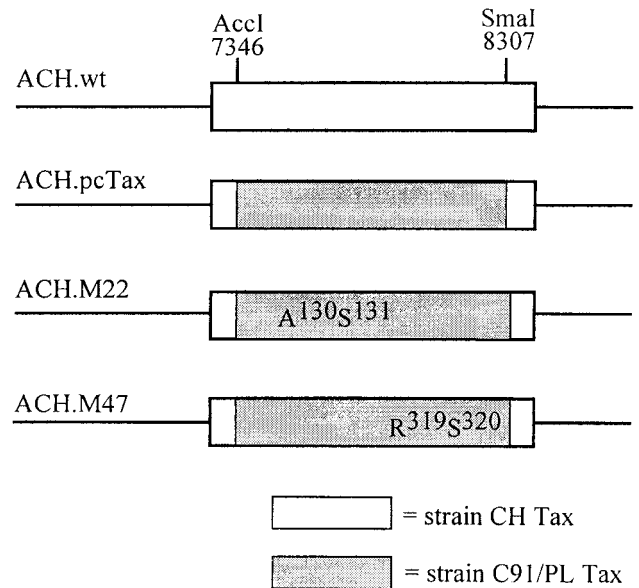 AccI SmaI
7346 8307
ACH.wt
ACH.pcTax
ACH.M22
A130S131
ACH.M47
R319S320
= strain CH Tax
= strain C91/PL Tax